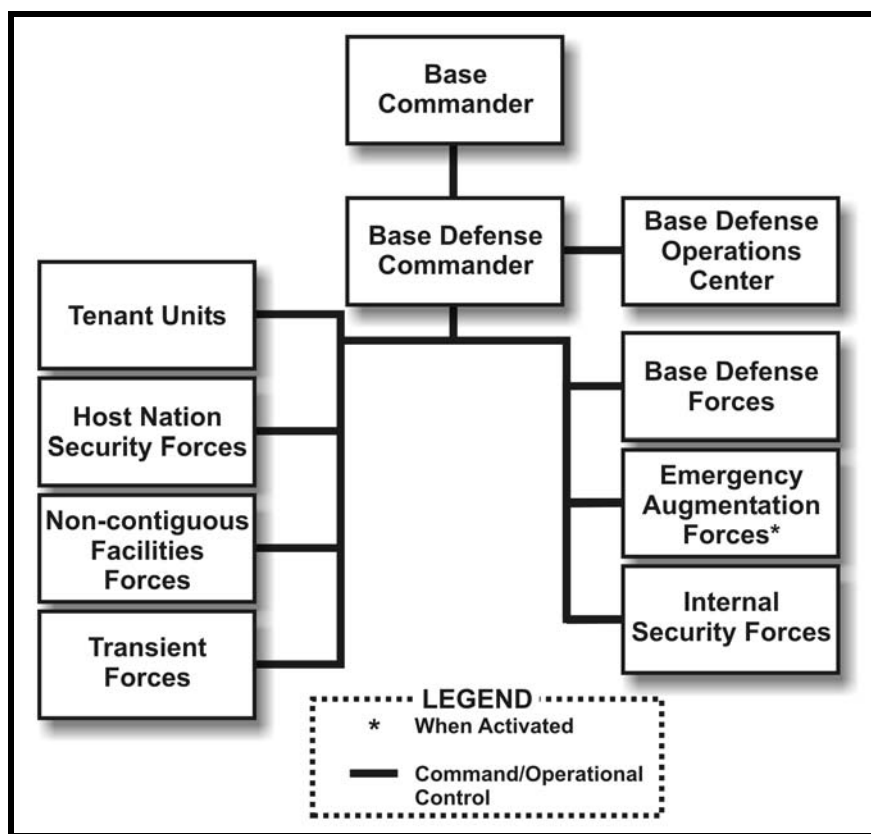 Base
Commander
Base Defense
Commander
Base Defense
Operations
Center
Tenant Units
Host Nation
Security Forces
Non-contiguous
Facilities
Forces
Transient
Forces
Base Defense
Forces
Emergency
Augmentation
Forces*
Internal
Security Forces
LEGEND
* When Activated
Command/Operational
Control